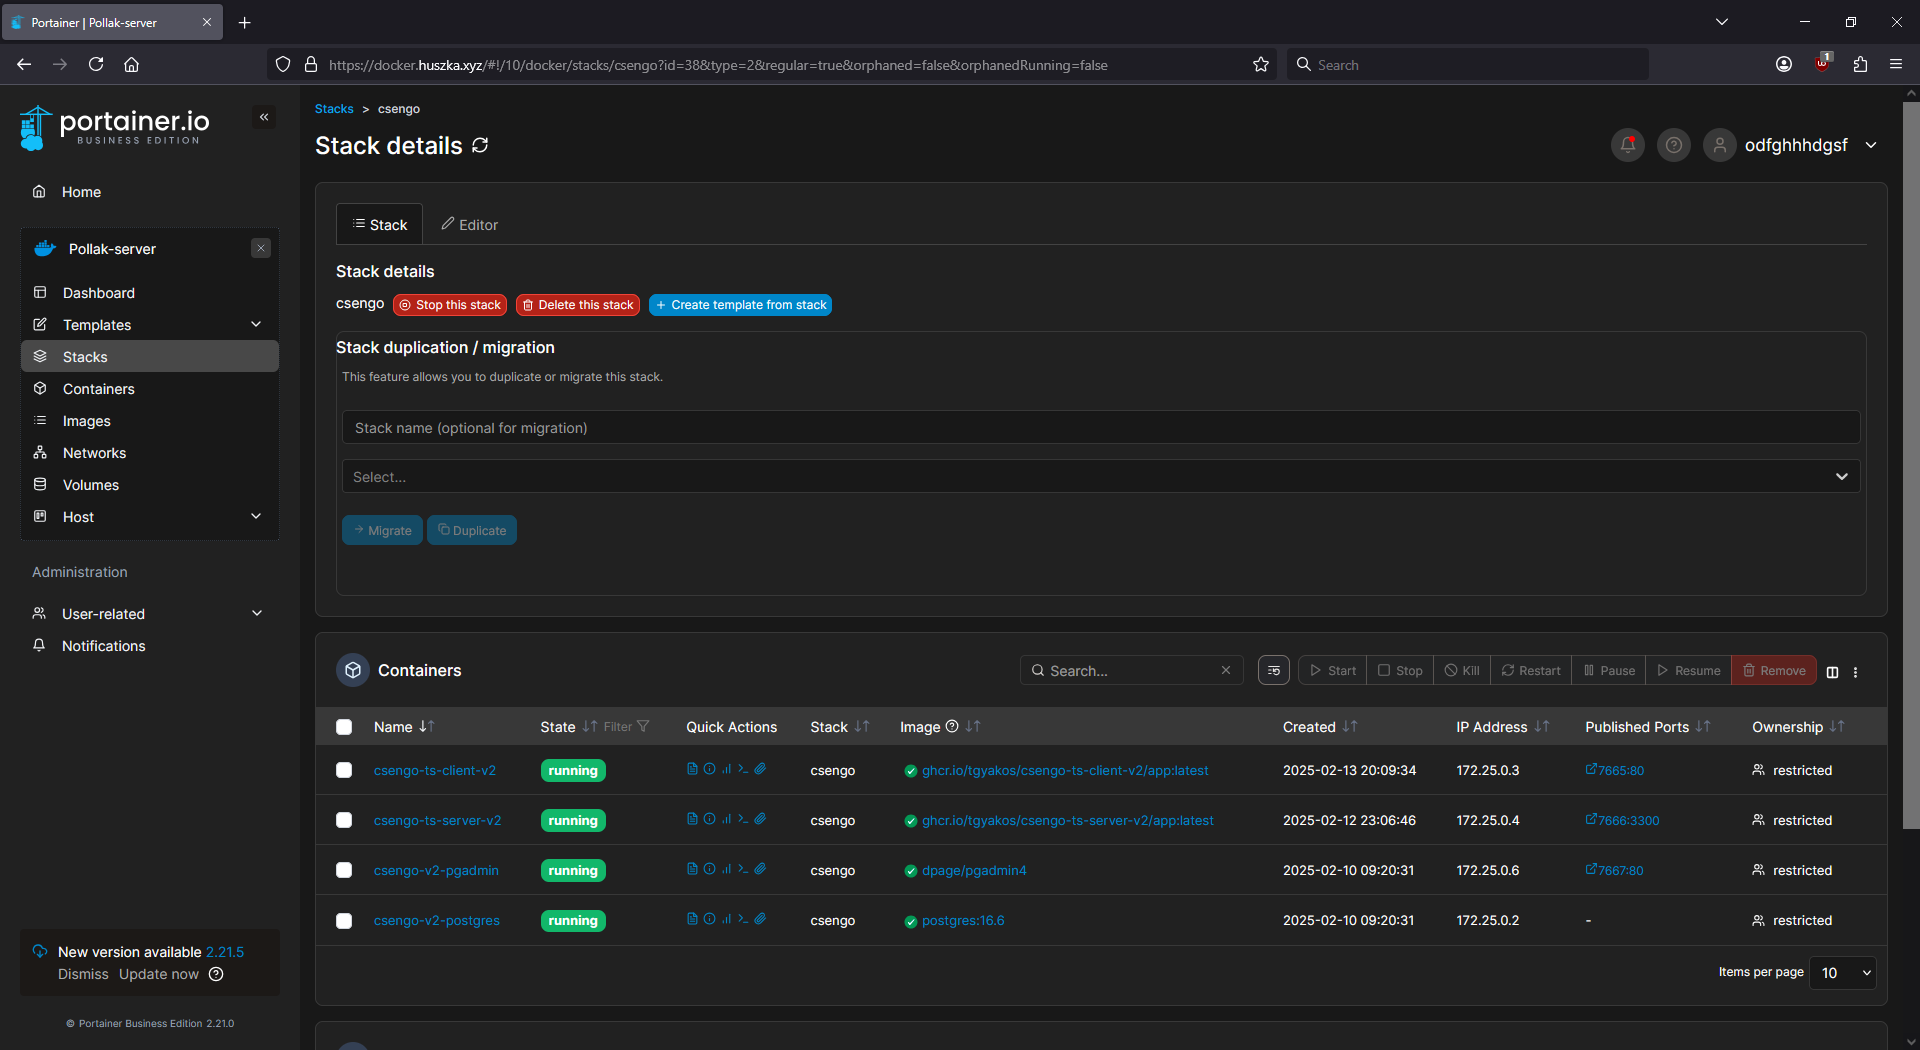 Portainer | Pollak-server
https://docker.huszka.xyz/#!/10/docker/stacks/csengo?id=38&type=2&regular=true&orphaned=false&orphanedRunning=false
Search
1
portainer.io
BUSINESS EDITION
Home
Pollak-server
Dashboard
Templates
Stacks
Containers
Images
Networks
Volumes
Host
Administration
User-related
Notifications
New version available 2.21.5
Dismiss Update now
© Portainer Business Edition 2.21.0
Stacks > csengo
Stack details
odfghhhdgsf
Stack
Editor
Stack details
csengo Stop this stack Delete this stack + Create template from stack
Stack duplication / migration
This feature allows you to duplicate or migrate this stack.
Stack name (optional for migration)
Select...
Migrate Duplicate
Containers
Search...
Start Stop Kill Restart Pause Resume Remove
Name State Filter Quick Actions Stack Image Created IP Address Published Ports Ownership
csengo-ts-client-v2 running csengo ghcr.io/tgyakos/csengo-ts-client-v2/app:latest 2025-02-13 20:09:34 172.25.0.3 7665:80 restricted
csengo-ts-server-v2 running csengo ghcr.io/tgyakos/csengo-ts-server-v2/app:latest 2025-02-12 23:06:46 172.25.0.4 7666:3300 restricted
csengo-v2-pgadmin running csengo dpage/pgadmin4 2025-02-10 09:20:31 172.25.0.6 7667:80 restricted
csengo-v2-postgres running csengo postgres:16.6 2025-02-10 09:20:31 172.25.0.2 - restricted
Items per page 10